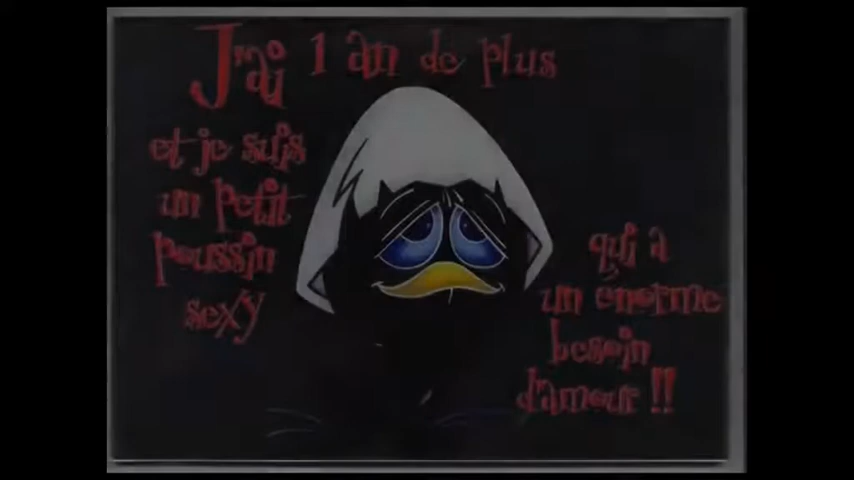 J'ai 1 an de plus
et je suis
un petit
poussin
sexy
qui a
un énorme
besoin
d'amour !!